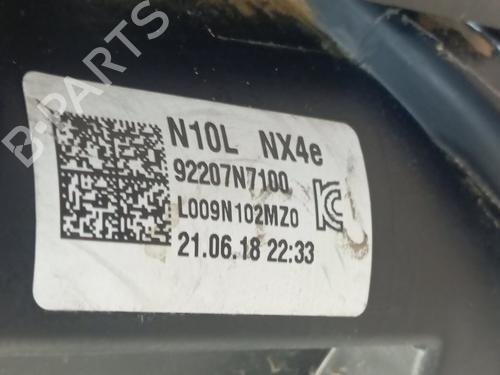 N10L NX4e
92207N7100
L009N102MZ0
21.06.18 22:33
B-PARTS